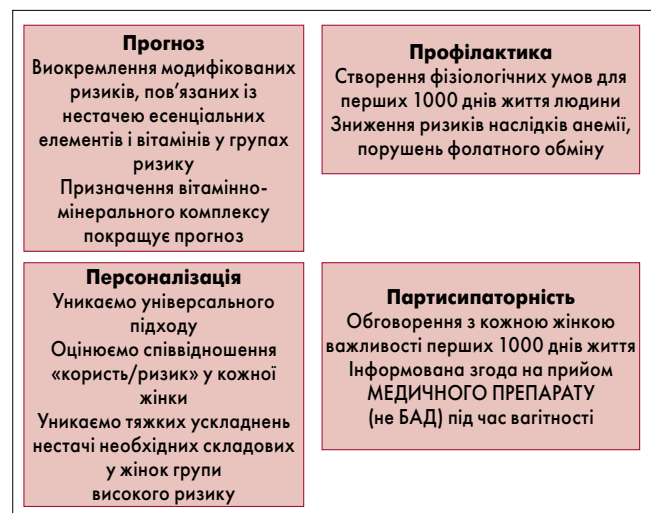 Прогноз
Виокремлення модифікованих
ризиків, пов’язаних із
нестачею есенціальних
елементів і вітамінів у групах
ризику
Призначення вітамінно-
мінерального комплексу
покращує прогноз
Профілактика
Створення фізіологічних умов для
перших 1000 днів життя людини
Зниження ризиків наслідків анемії,
порушень фолатного обміну
Персоналізація
Уникаємо універсального
підходу
Оцінюємо співвідношення
«користь/ризик» у кожної
жінки
Уникаємо тяжких ускладнень
нестачі необхідних складових
у жінок групи
високого ризику
Партисипаторність
Обговорення з кожною жінкою
важливості перших 1000 днів життя
Інформована згода на прийом
МЕДИЧНОГО ПРЕПАРАТУ
(не БАД) під час вагітності